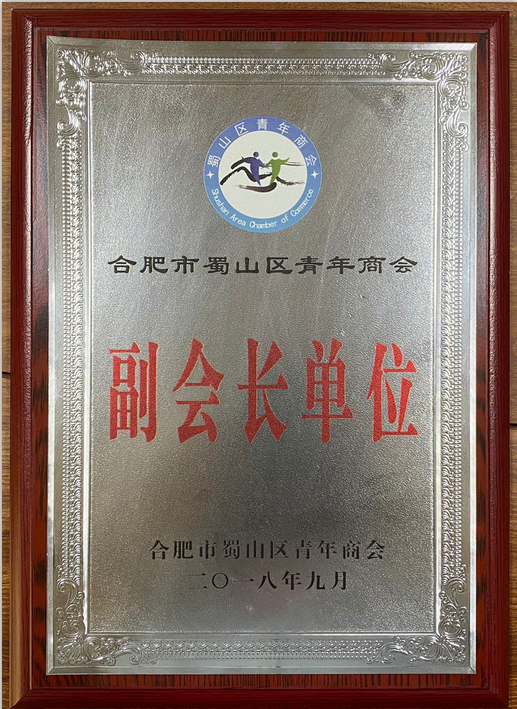 蜀山区青年商会
Shushan Area Chamber of Commerce
合肥市蜀山区青年商会
副会长单位
合肥市蜀山区青年商会
二〇一八年九月